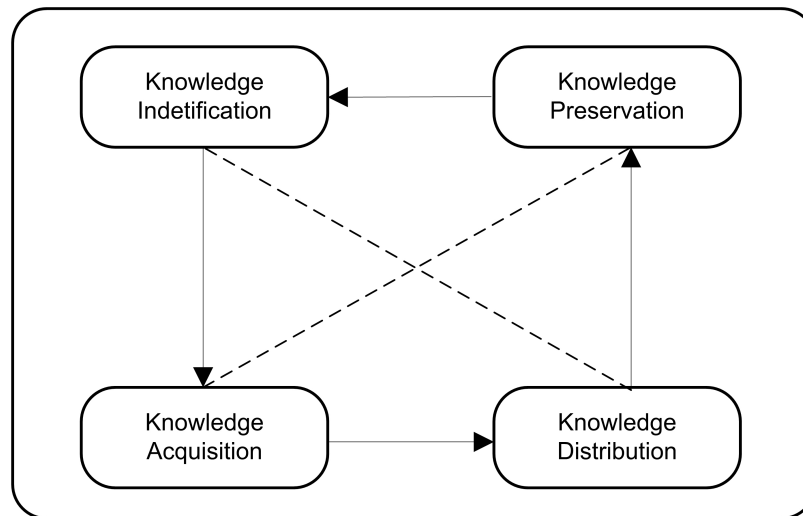 Knowledge
Indetification
Knowledge
Preservation
Knowledge
Acquisition
Knowledge
Distribution